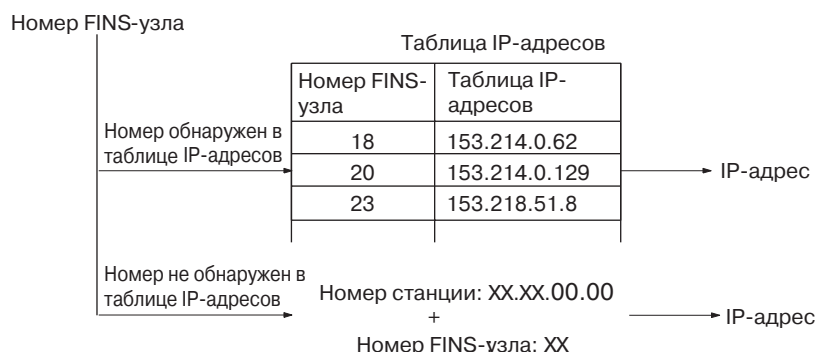 Номер FINS-узла
Таблица IP-адресов
Номер FINS-
узла
Таблица IP-
адресов
Номер обнаружен в
таблице IP-адресов
18 153.214.0.62
20 153.214.0.129
23 153.218.51.8
IP-адрес
Номер не обнаружен в
таблице IP-адресов
Номер станции: XX.XX.00.00
+
Номер FINS-узла: XX
IP-адрес